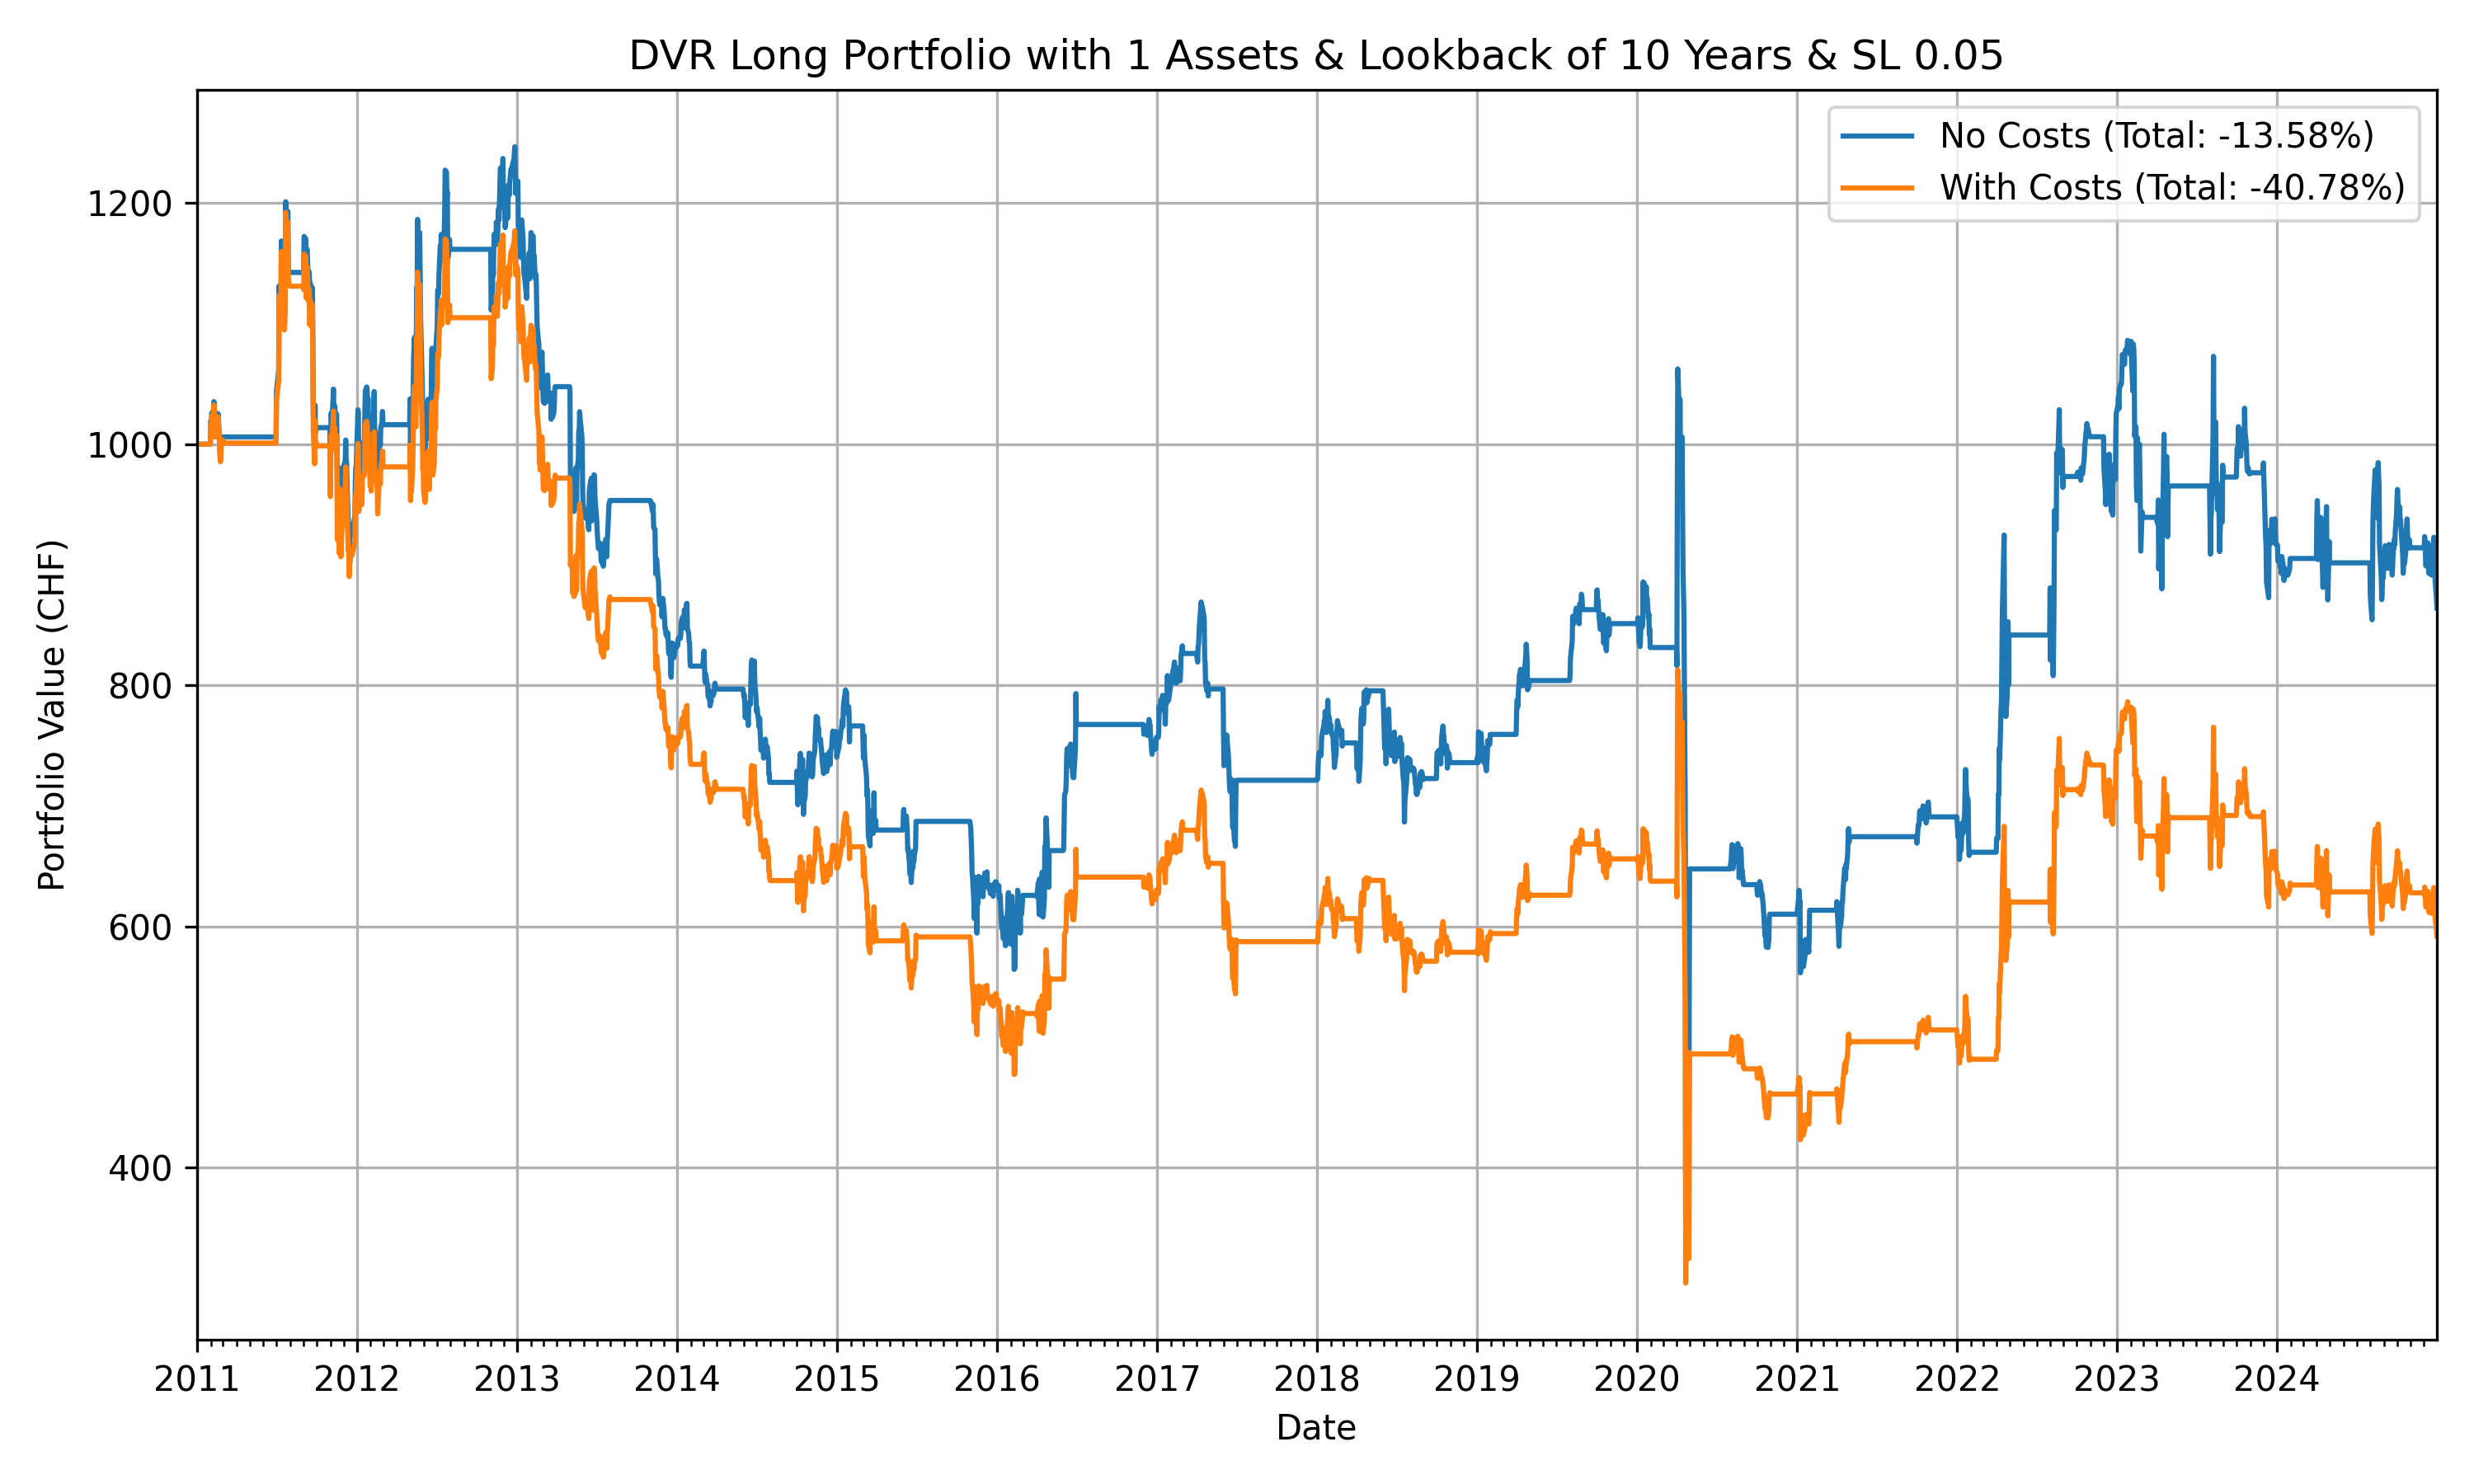 DVR Long Portfolio with 1 Assets & Lookback of 10 Years & SL 0.05
No Costs (Total: -13.58%)
With Costs (Total: -40.78%)
Portfolio Value (CHF)
1200
1000
800
600
400
2011 2012 2013 2014 2015 2016 2017 2018 2019 2020 2021 2022 2023 2024
Date